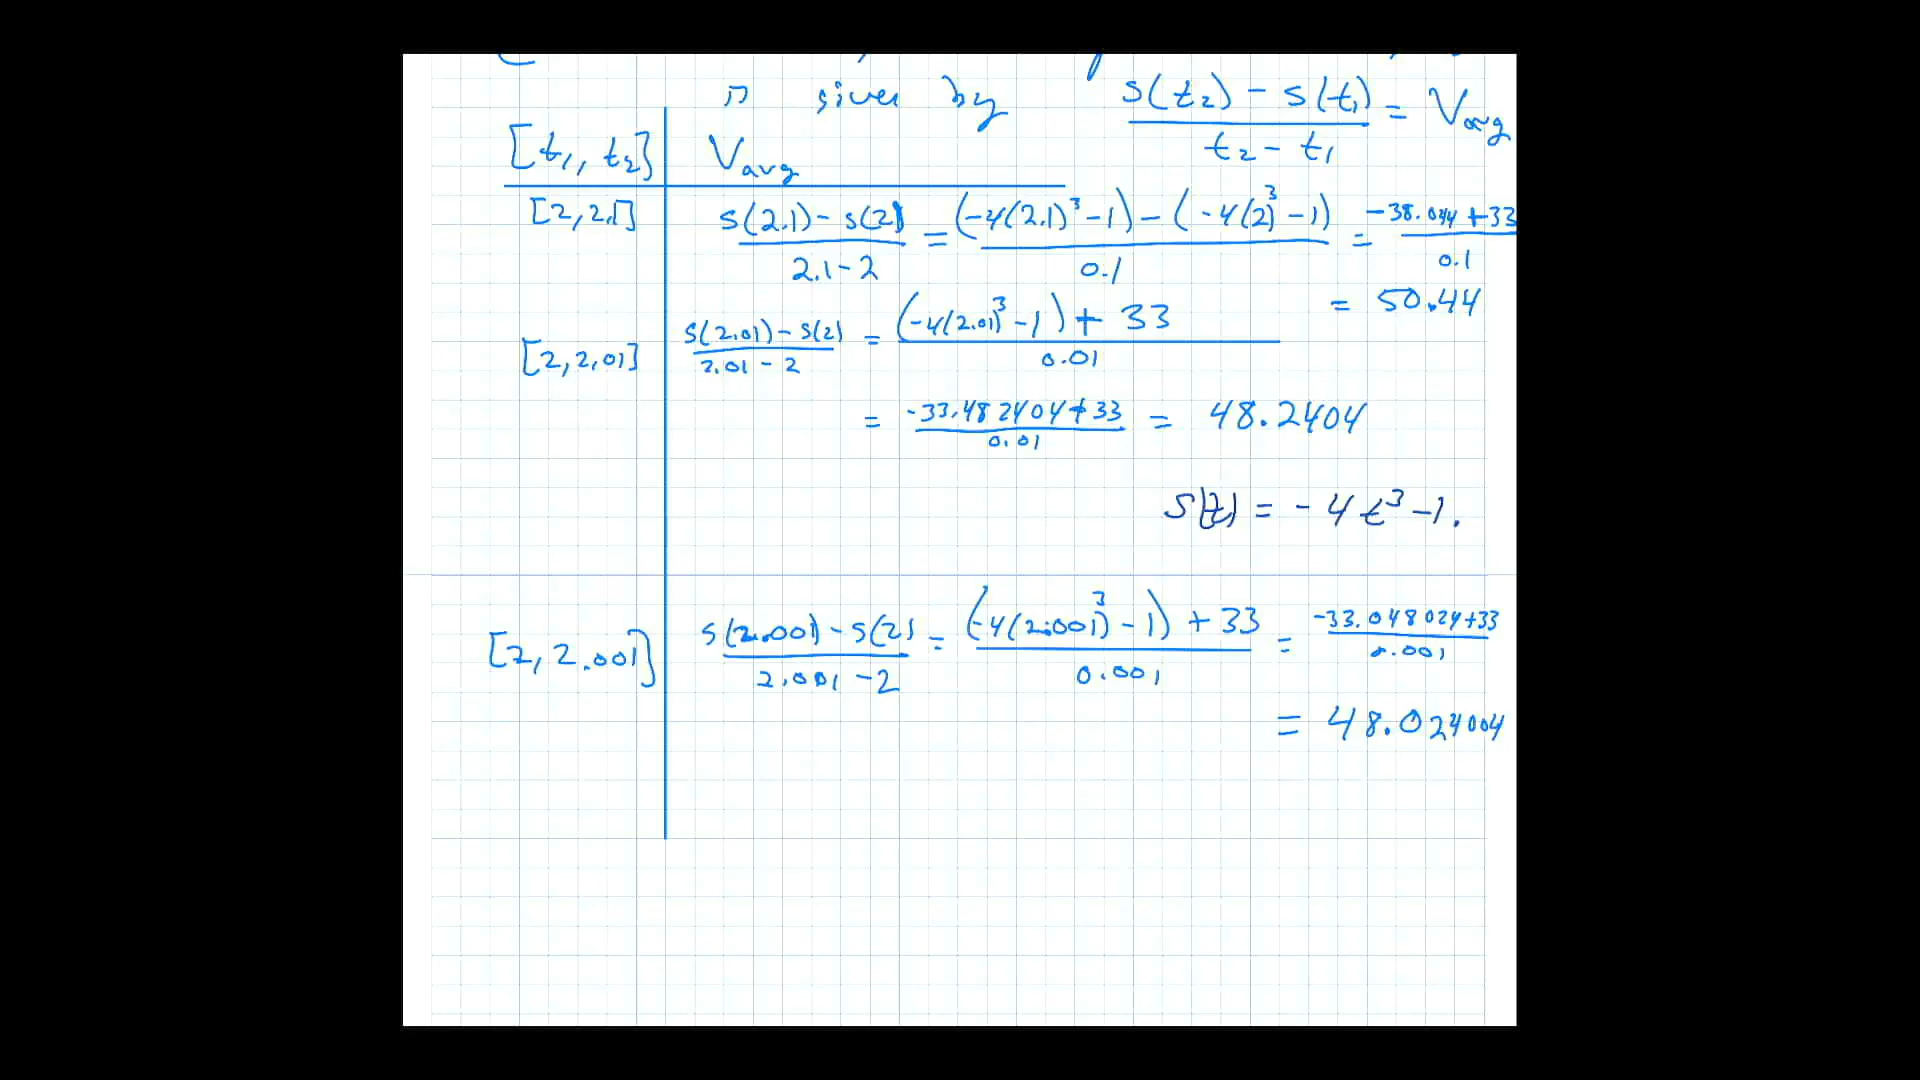 is given by s(t₂) - s(t₁) / t₂ - t₁ = Vavg
[t₁, t₂] Vavg
[2, 2.1] s(2.1) - s(2) / 2.1 - 2 = (-4(2.1)³ - 1) - (-4(2)³ - 1) / 0.1 = -38.044 + 33 / 0.1
= 50.44
[2, 2.01] s(2.01) - s(2) / 2.01 - 2 = (-4(2.01)³ - 1) + 33 / 0.01
= -33.482404 + 33 / 0.01 = 48.2404
s(t) = -4t³ - 1.
[2, 2.001] s(2.001) - s(2) / 2.001 - 2 = (-4(2.001)³ - 1) + 33 / 0.001 = -33.048024 + 33 / 0.001
= 48.024004